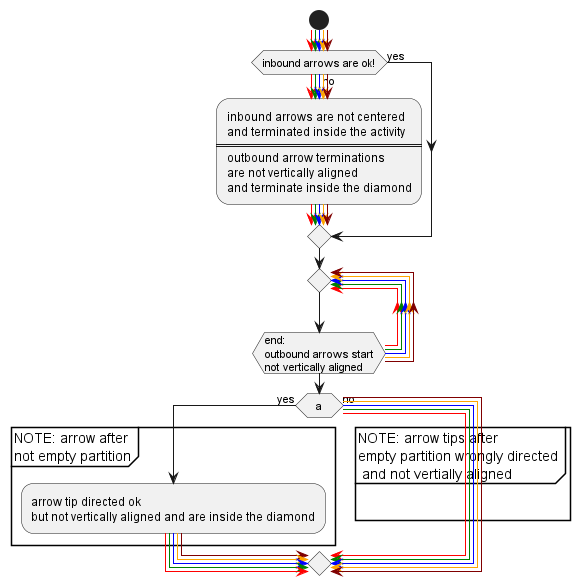 inbound arrows are ok!
yes
no
inbound arrows are not centered
and terminated inside the activity
outbound arrow terminations
are not vertically aligned
and terminate inside the diamond
end:
outbound arrows start
not vertically aligned
yes
a
no
NOTE: arrow after
not empty partition
arrow tip directed ok
but not vertically aligned and are inside the diamond
NOTE: arrow tips after
empty partition wrongly directed
and not vertially aligned